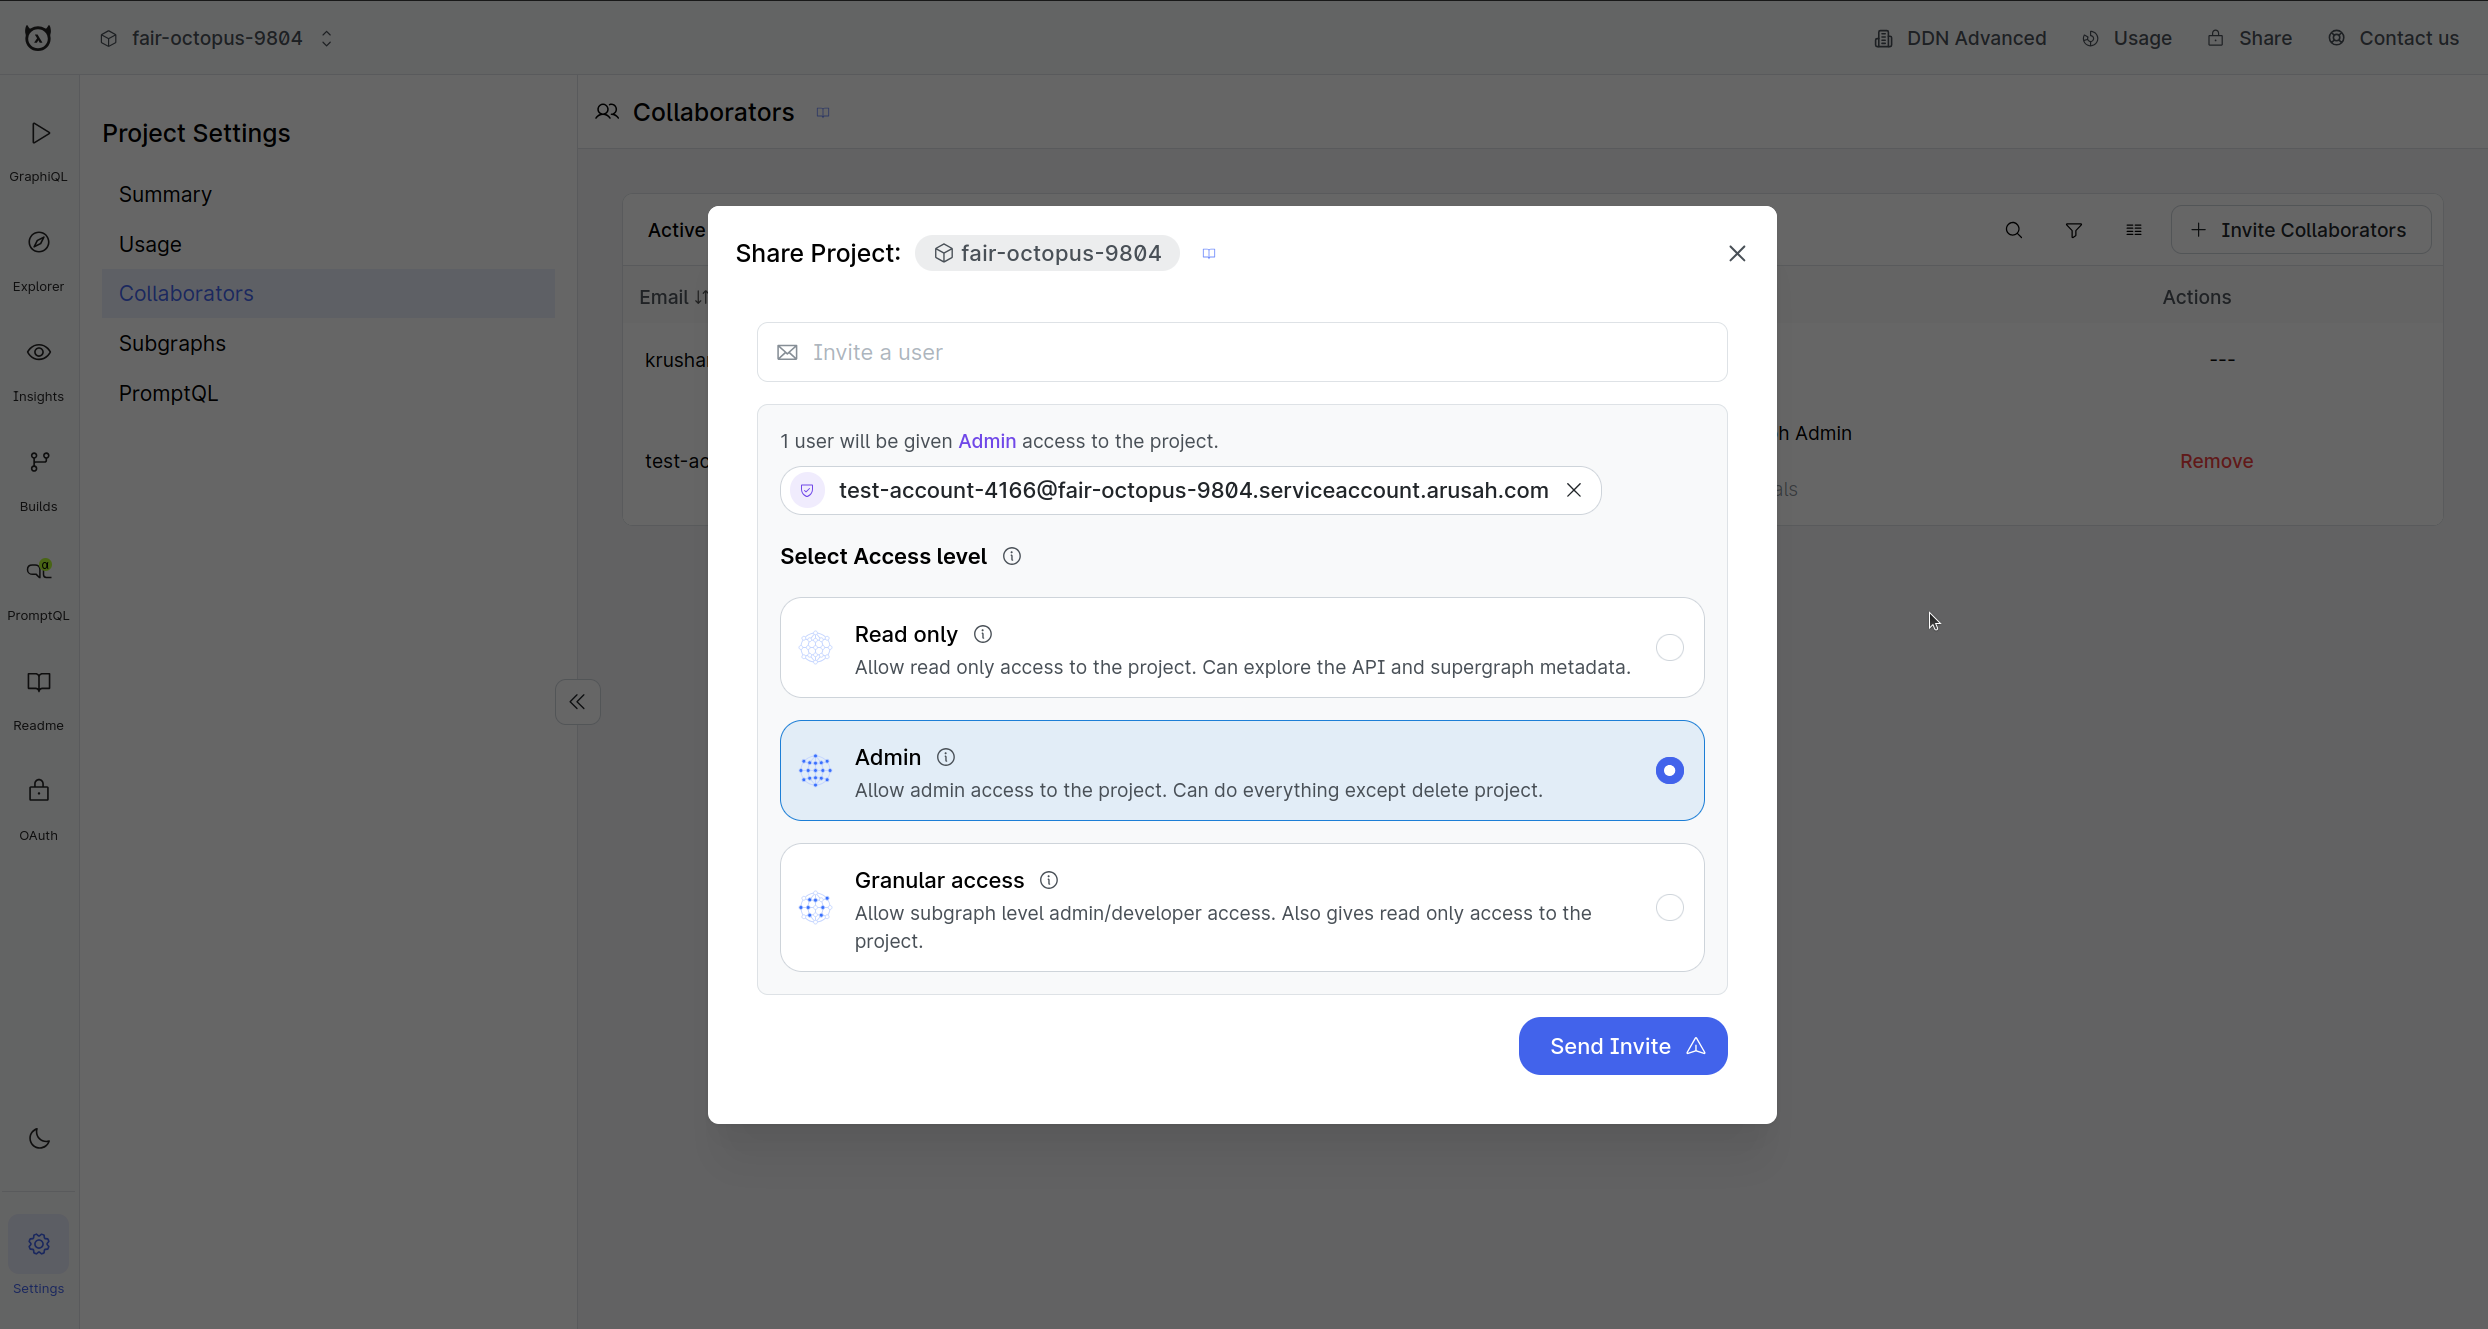 fair-octopus-9804
DDN Advanced
Usage
Share
Contact us
GraphiQL
Explorer
Insights
Builds
PromptQL
Readme
OAuth
Settings
Project Settings
Summary
Usage
Collaborators
Subgraphs
PromptQL
Collaborators
Active
Invite Collaborators
Email
Actions
---
h Admin
Remove
als
Share Project: fair-octopus-9804
Invite a user
1 user will be given Admin access to the project.
test-account-4166@fair-octopus-9804.serviceaccount.arusah.com
Select Access level
Read only
Allow read only access to the project. Can explore the API and supergraph metadata.
Admin
Allow admin access to the project. Can do everything except delete project.
Granular access
Allow subgraph level admin/developer access. Also gives read only access to the
project.
Send Invite